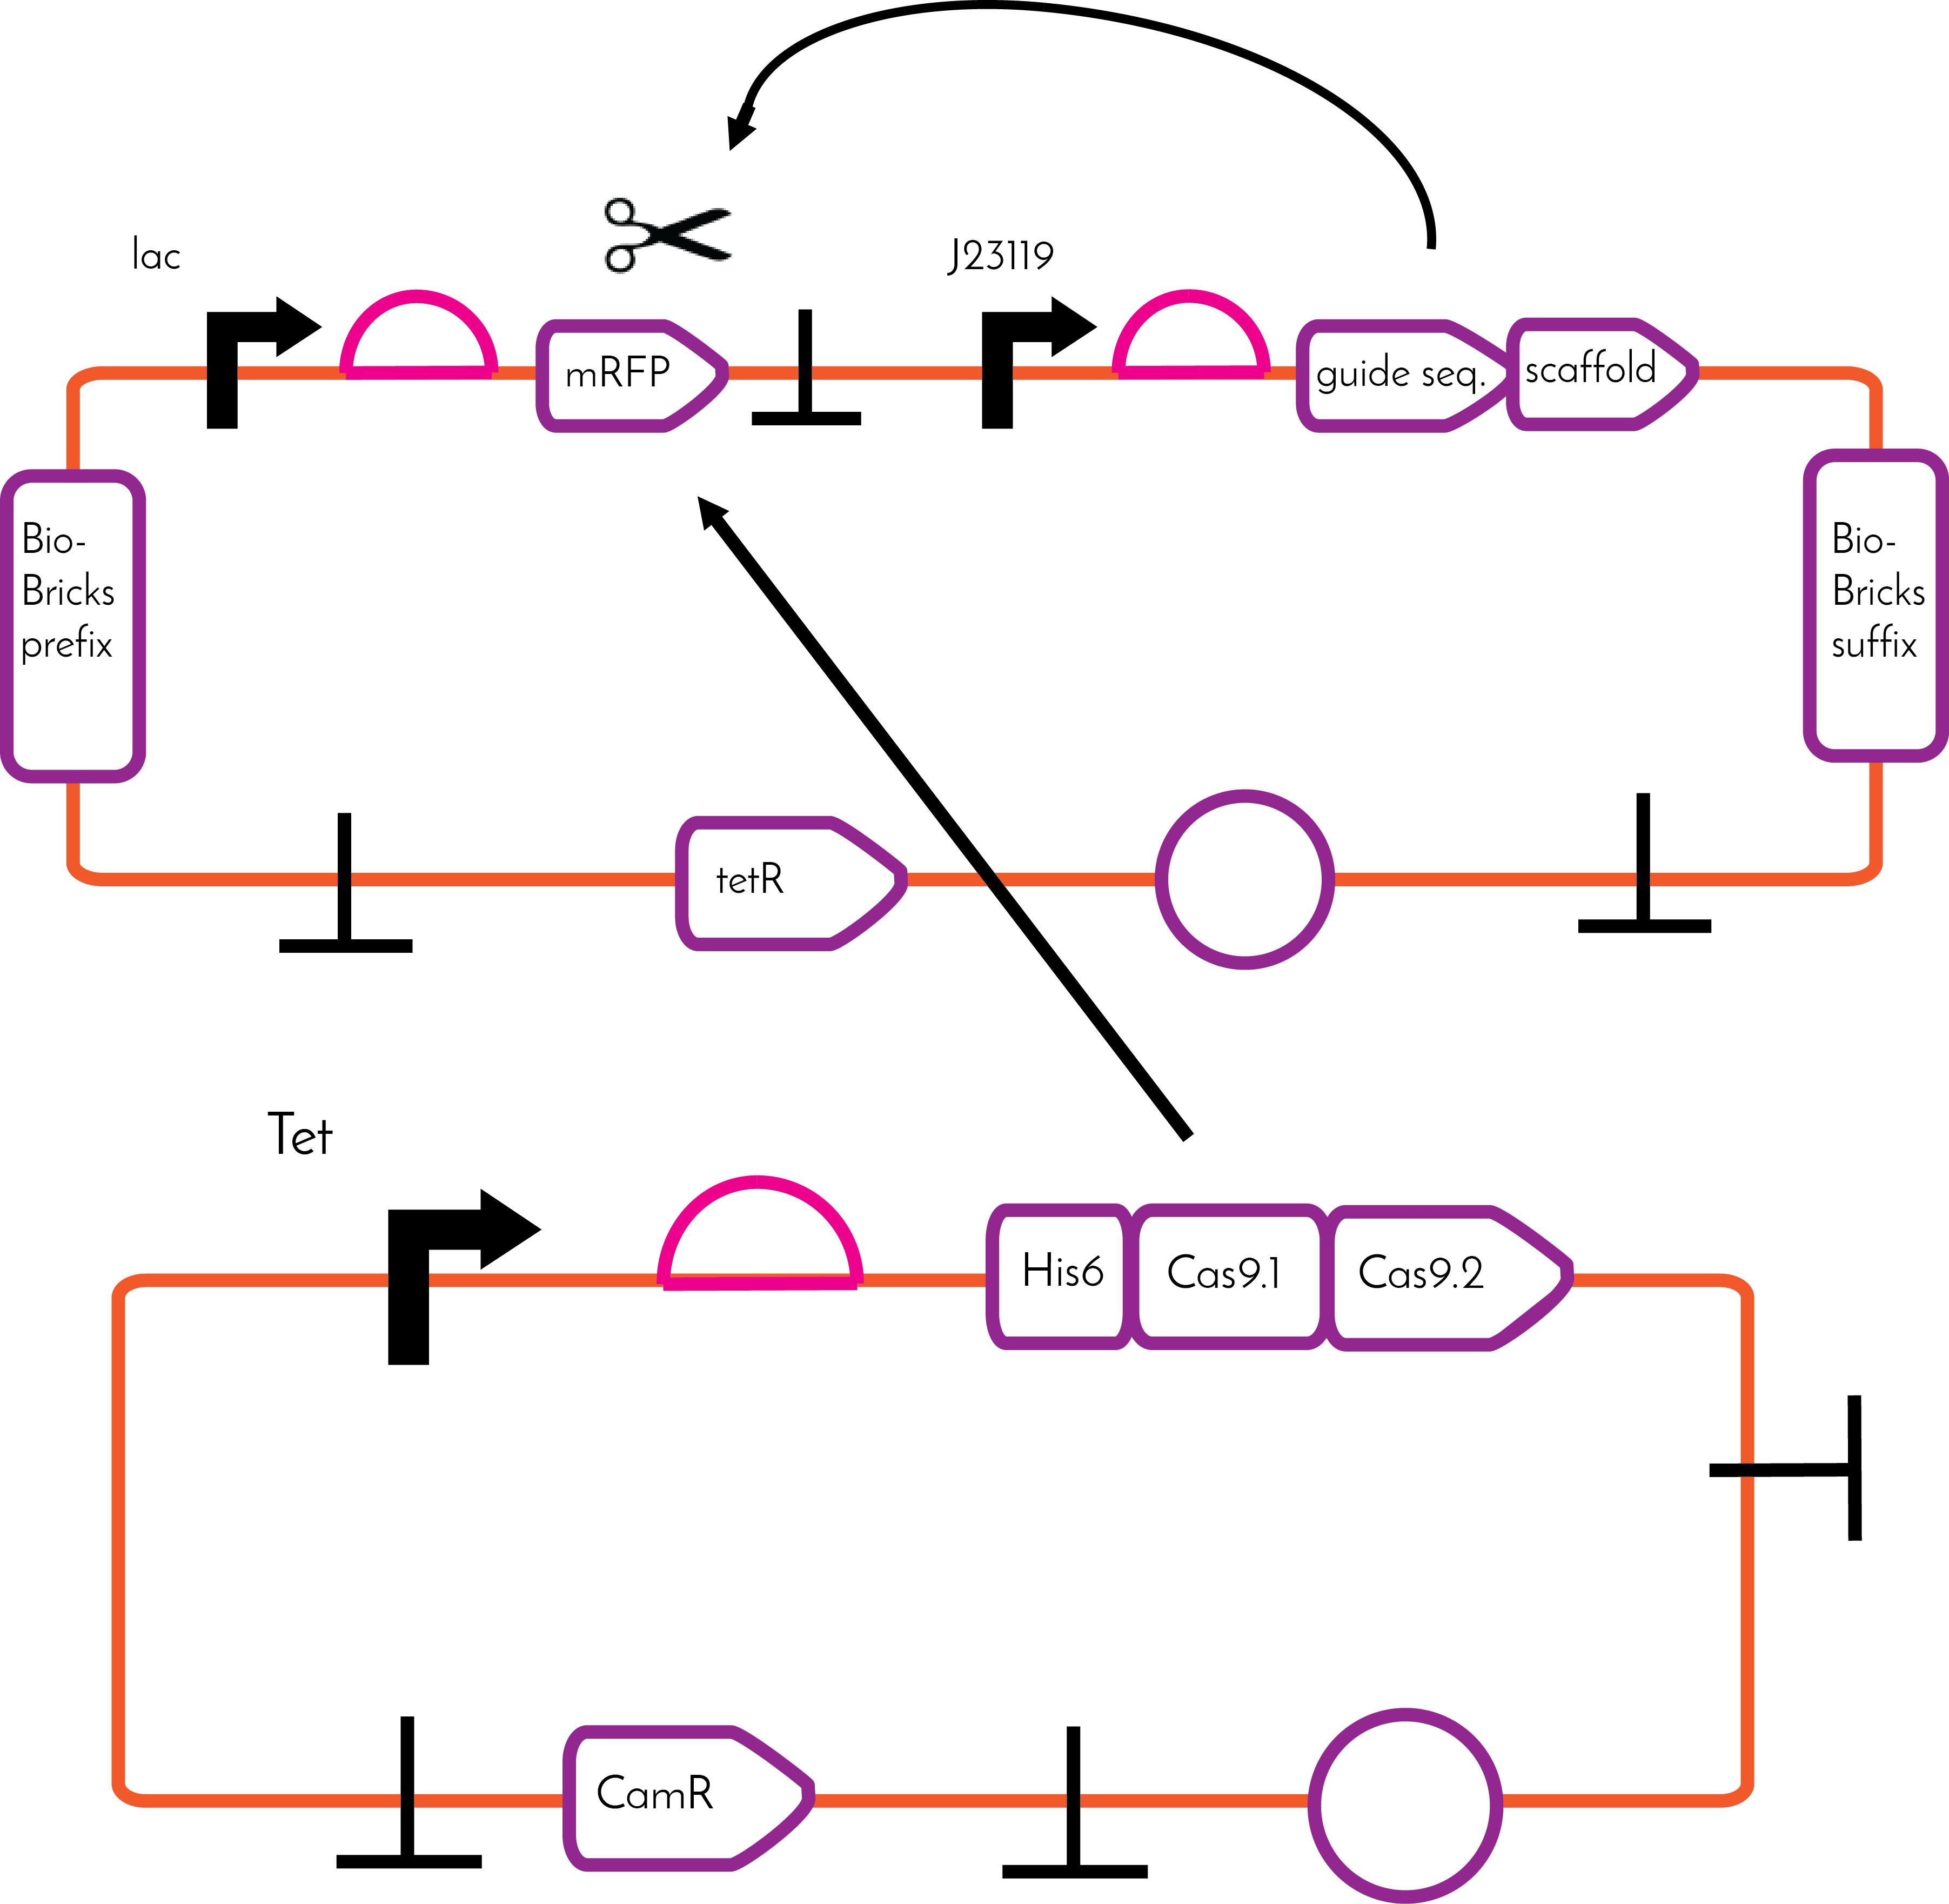 lac
J23119
mRFP
guide seq.
scaffold
Bio-
Bricks
prefix
Bio-
Bricks
suffix
tetR
Tet
His6
Cas9.1
Cas9.2
CamR